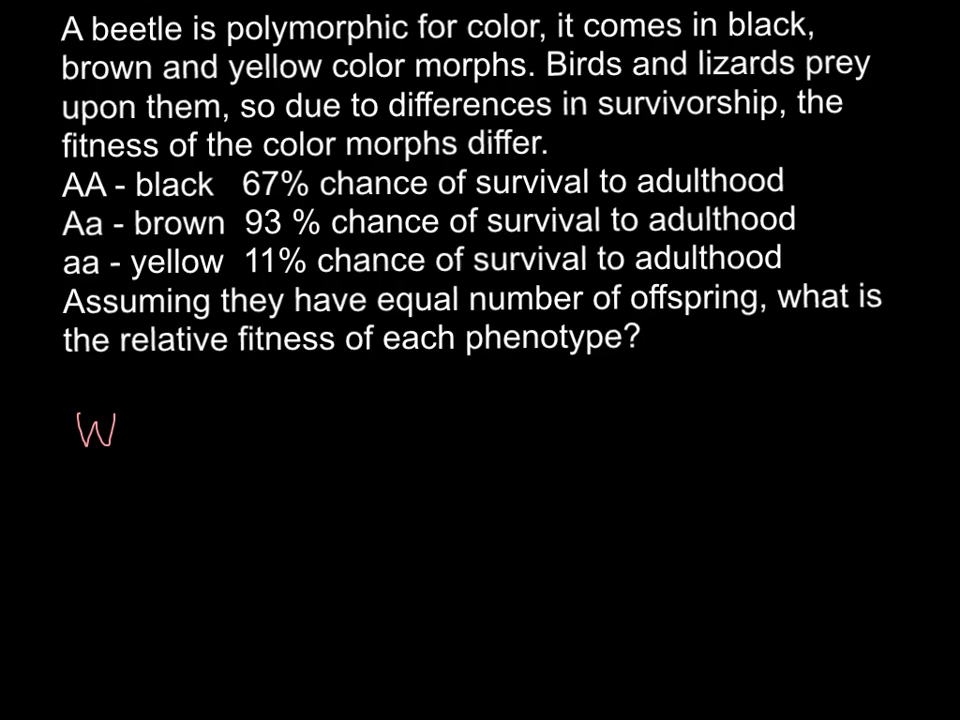 A beetle is polymorphic for color, it comes in black,
brown and yellow color morphs. Birds and lizards prey
upon them, so due to differences in survivorship, the
fitness of the color morphs differ.
AA - black 67% chance of survival to adulthood
Aa - brown 93 % chance of survival to adulthood
aa - yellow 11% chance of survival to adulthood
Assuming they have equal number of offspring, what is
the relative fitness of each phenotype?
W